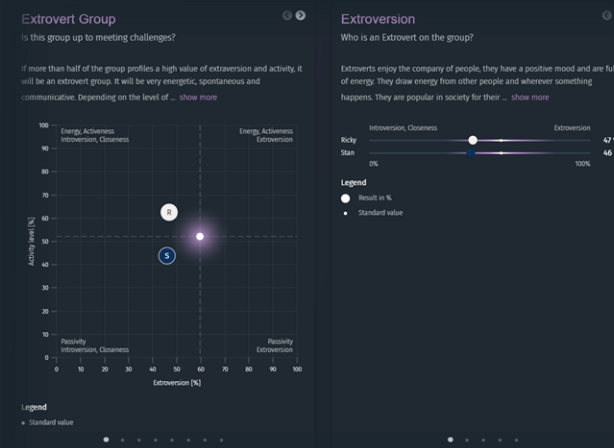 Extrovert Group
Is this group up to meeting challenges?
If more than half of the group profiles a high value of extraversion and activity, it
will be an extrovert group. It will be very energetic, spontaneous and
communicative. Depending on the level of ... show more
100
90
80
70
60
50
40
30
20
10
0
Activity level [%]
Energy, Activeness
Introversion, Closeness
Energy, Activeness
Extroversion
R
S
Passivity
Introversion, Closeness
Passivity
Extroversion
0 10 20 30 40 50 60 70 80 90 100
Extroversion [%]
Legend
Standard value
Extroversion
Who is an Extrovert on the group?
Extroverts enjoy the company of people, they have a positive mood and are ful
of energy. They draw energy from other people and wherever something
happens. They are popular in society for their ... show more
Introversion, Closeness Extroversion
Ricky 47
Stan 46
0% 100%
Legend
Result in %
Standard value